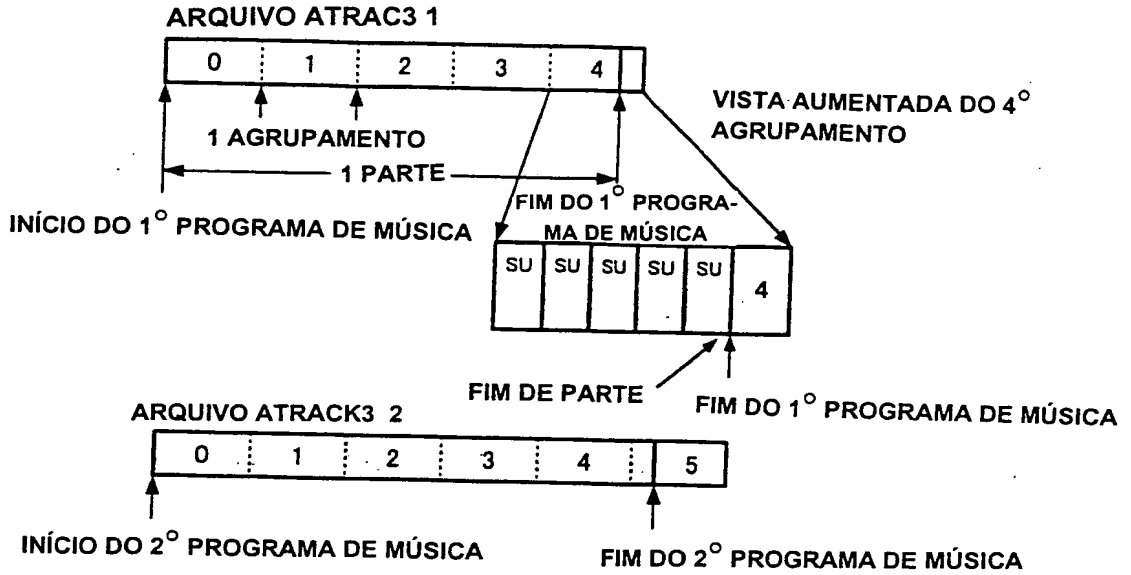 ARQUIVO ATRAC3 1
0 1 2 3 4
VISTA AUMENTADA DO 4°
AGRUPAMENTO
1 AGRUPAMENTO
1 PARTE
FIM DO 1° PROGRA-
MA DE MÚSICA
INÍCIO DO 1° PROGRAMA DE MÚSICA
SU SU SU SU SU 4
FIM DE PARTE
FIM DO 1° PROGRAMA DE MÚSICA
ARQUIVO ATRACK3 2
0 1 2 3 4 5
INÍCIO DO 2° PROGRAMA DE MÚSICA
FIM DO 2° PROGRAMA DE MÚSICA